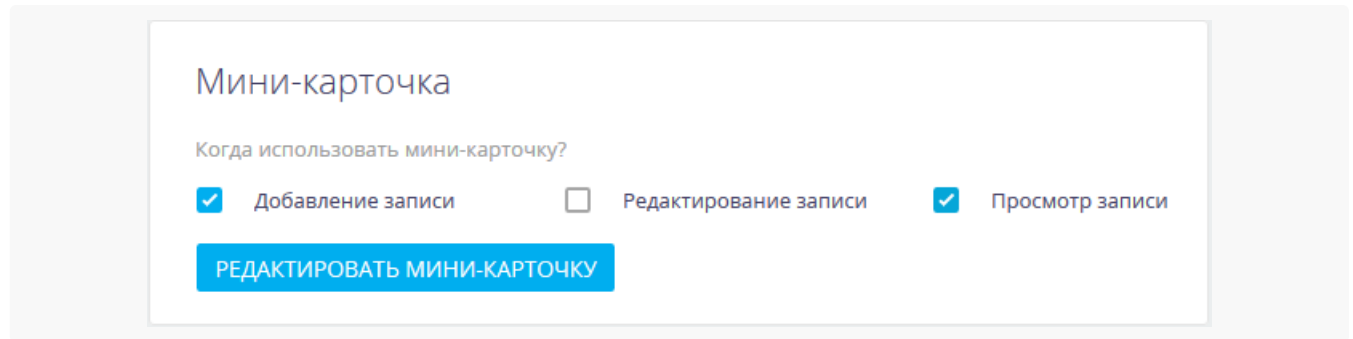 Мини-карточка
Когда использовать мини-карточку?
Добавление записи Редактирование записи Просмотр записи
РЕДАКТИРОВАТЬ МИНИ-КАРТОЧКУ